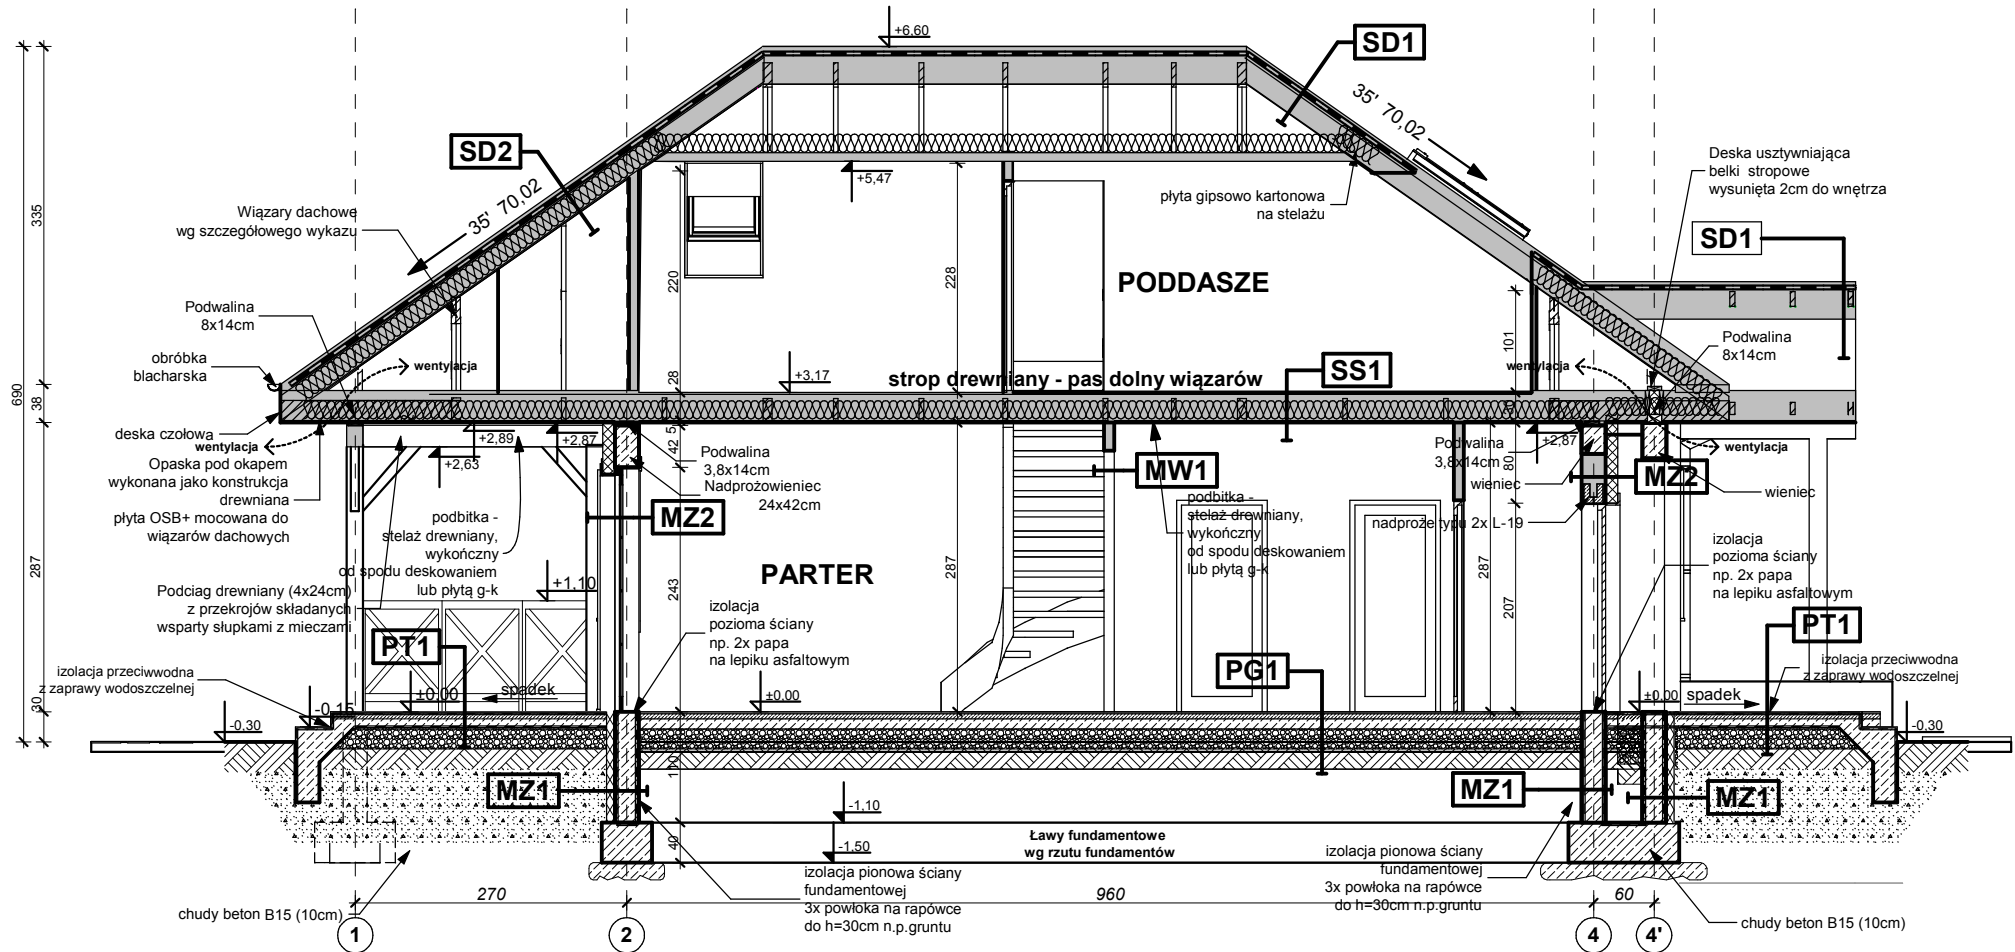 +6,60
SD1
35' 70,02
SD2
+5,47
płyta gipsowo kartonowa
na stelażu
Deska usztywniająca
belki stropowe
wysunięta 2cm do wnętrza
SD1
Wiązary dachowe
wg szczegółowego wykazu
35' 70,02
335
220
228
PODDASZE
Podwalina
8x14cm
obróbka
blacharska
wentylacja
+3,17
28
strop drewniany - pas dolny wiązarów
SS1
101
wentylacja
Podwalina
8x14cm
690
38
30
deska czołowa
wentylacja
Opaska pod okapem
wykonana jako konstrukcja
drewniana
płyta OSB+ mocowana do
wiązarów dachowych
+2,89
+2,87
+2,63
5
42
Podwalina
3,8x14cm
Nadprożowieniec
24x42cm
MZ2
MW1
podbitka -
stelaż drewniany,
wykończny
od spodu deskowaniem
lub płytą g-k
podbitka -
stelaż drewniany,
wykończny
od spodu deskowaniem
lub płytą g-k
Podwalina
3,8x14cm
+2,87
80
wieniec
MZ2
wentylacja
wieniec
nadproże typu 2x L-19
izolacja
pozioma ściany
np. 2x papa
na lepiku asfaltowym
287
Podciąg drewniany (4x24cm)
z przekrojów składanych
wsparty słupkami z mieczami
+1,10
PARTER
243
287
287
207
izolacja
pozioma ściany
np. 2x papa
na lepiku asfaltowym
PT1
PG1
PT1
izolacja przeciwwodna
z zaprawy wodoszczelnej
izolacja przeciwwodna
z zaprawy wodoszczelnej
30
-0,30
-0,15
±0,00
spadek
±0,00
±0,00
spadek
-0,30
110
MZ1
MZ1
MZ1
-1,10
40
-1,50
Ławy fundamentowe
wg rzutu fundamentów
izolacja pionowa ściany
fundamentowej
3x powłoka na rapówce
do h=30cm n.p.gruntu
izolacja pionowa ściany
fundamentowej
3x powłoka na rapówce
do h=30cm n.p.gruntu
270
960
60
chudy beton B15 (10cm)
chudy beton B15 (10cm)
1
2
4
4'